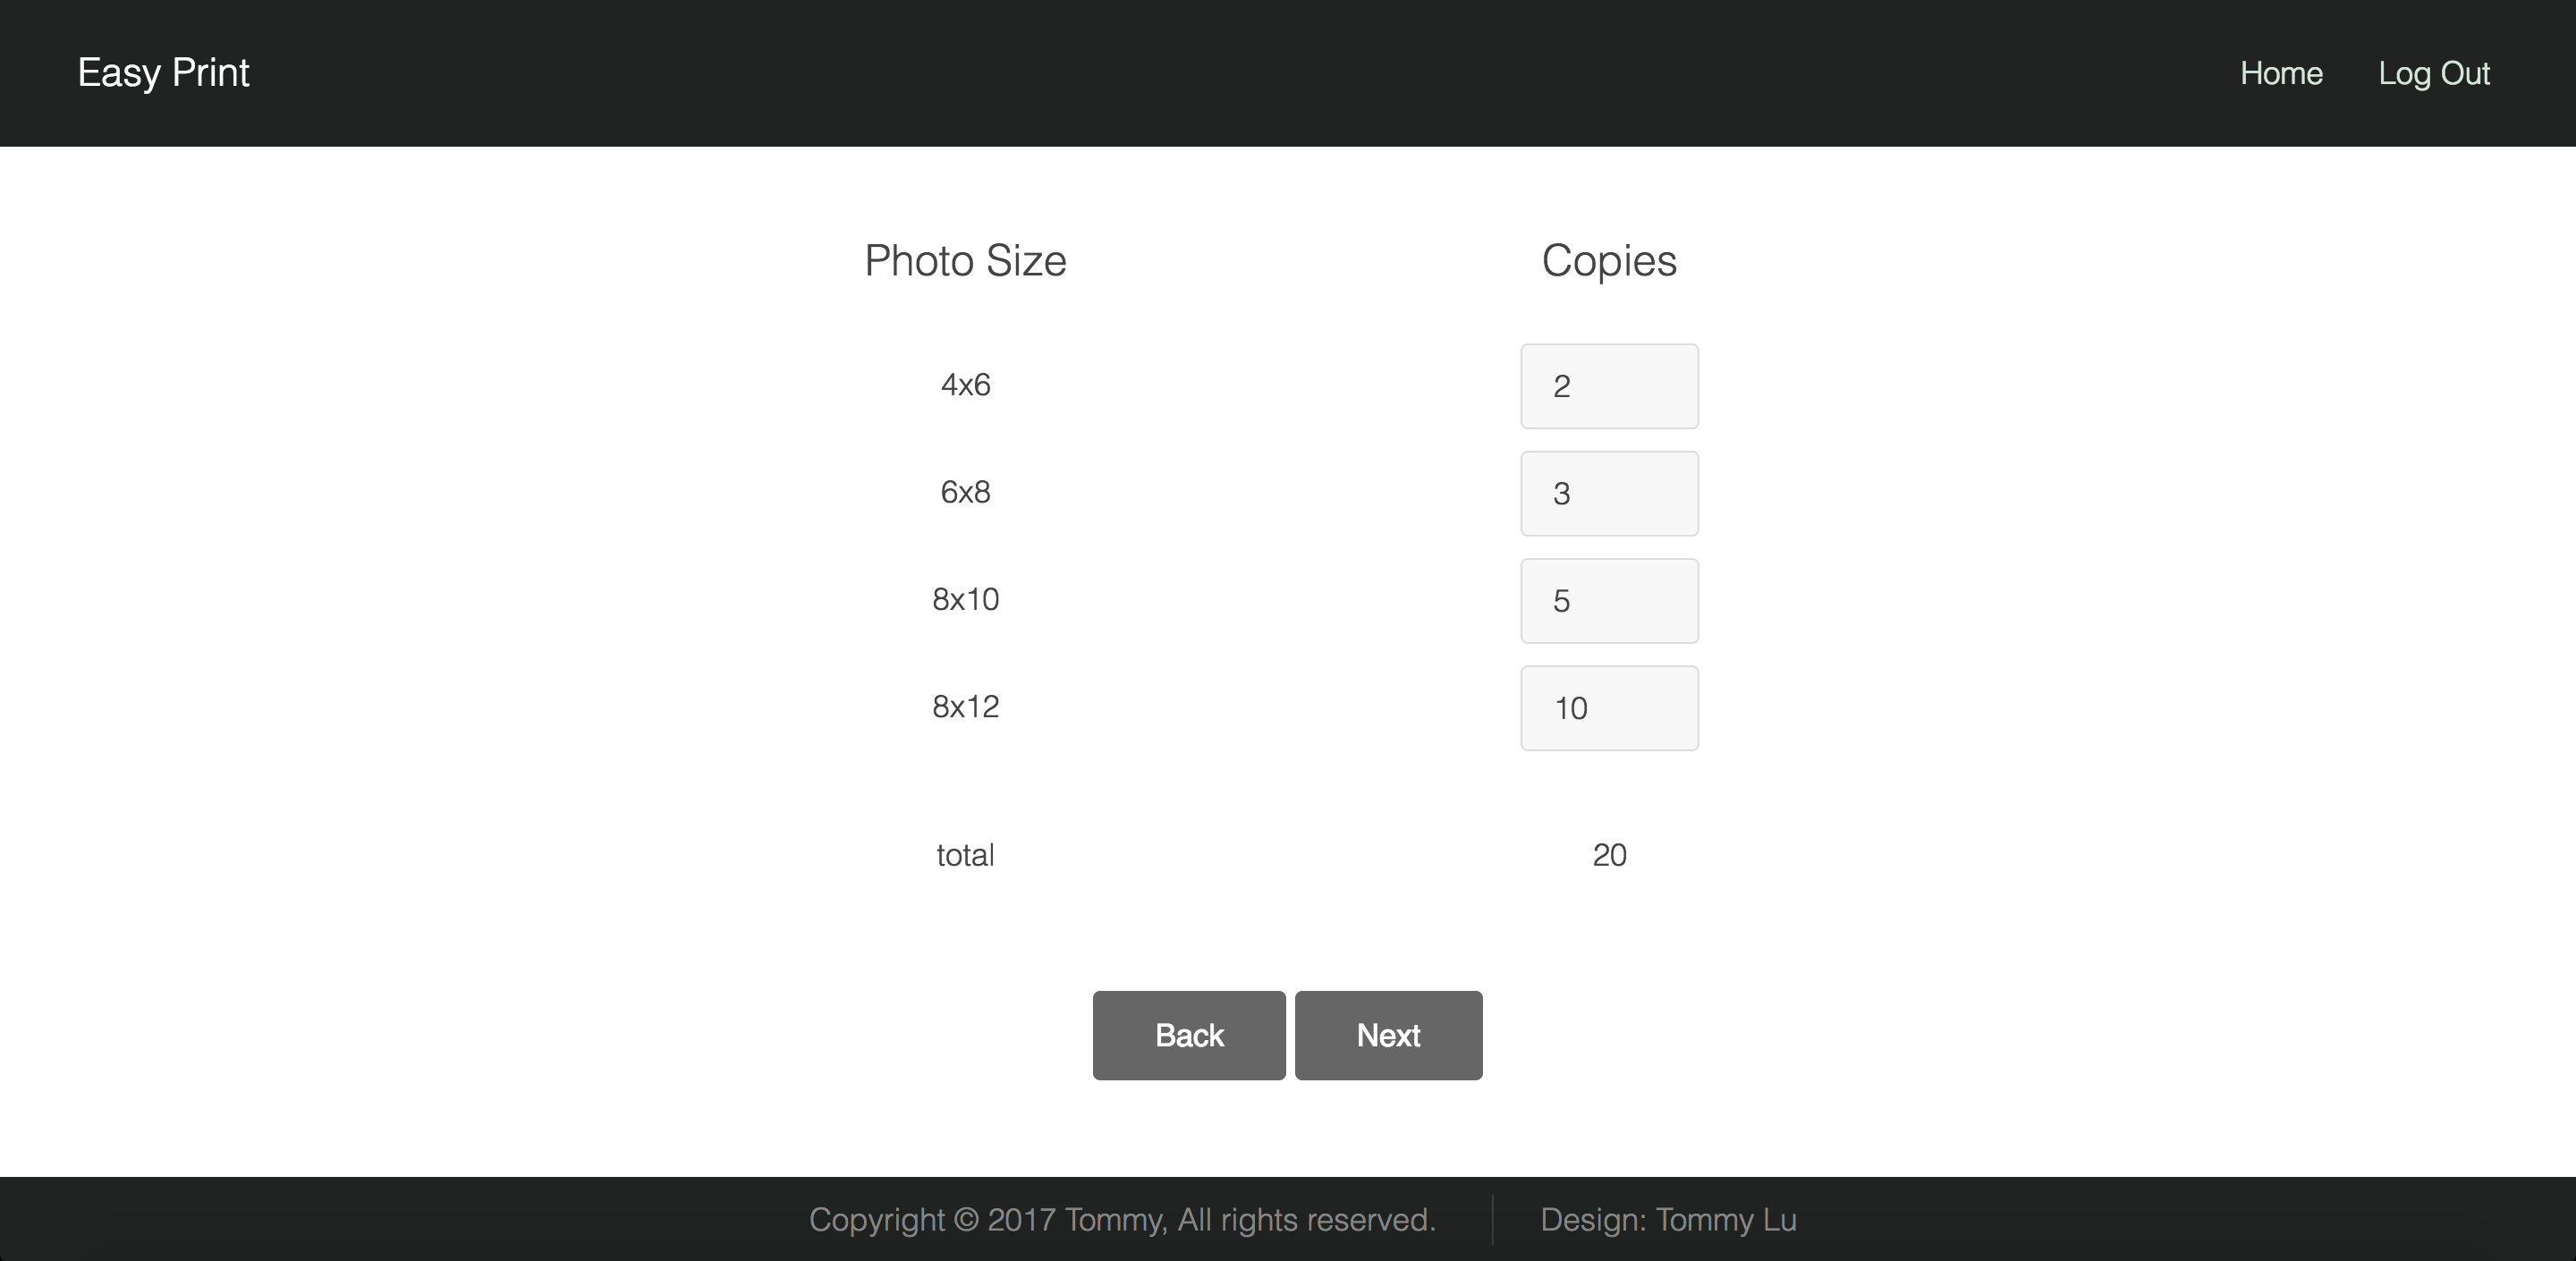 Easy Print Home Log Out
Photo Size Copies
4x6 2
6x8 3
8x10 5
8x12 10
total 20
Back Next
Copyright © 2017 Tommy, All rights reserved. Design: Tommy Lu